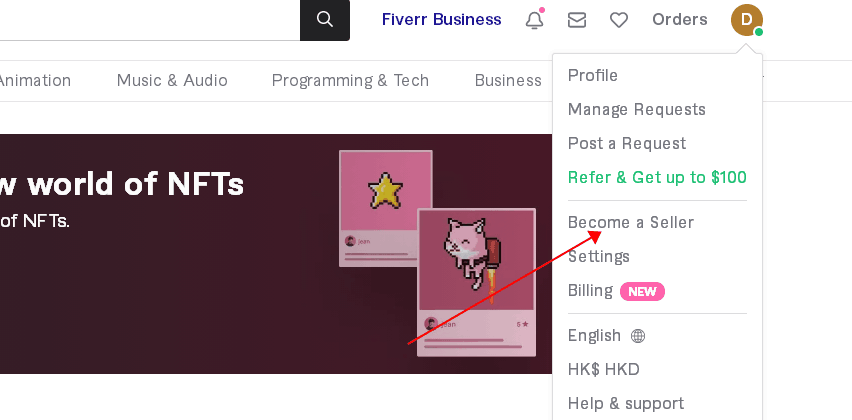 Fiverr Business
Orders
D
Animation
Music & Audio
Programming & Tech
Business
Profile
Manage Requests
Post a Request
Refer & Get up to $100
Become a Seller
Settings
Billing NEW
English
HK$ HKD
Help & support
w world of NFTs
of NFTs.
jean
jean